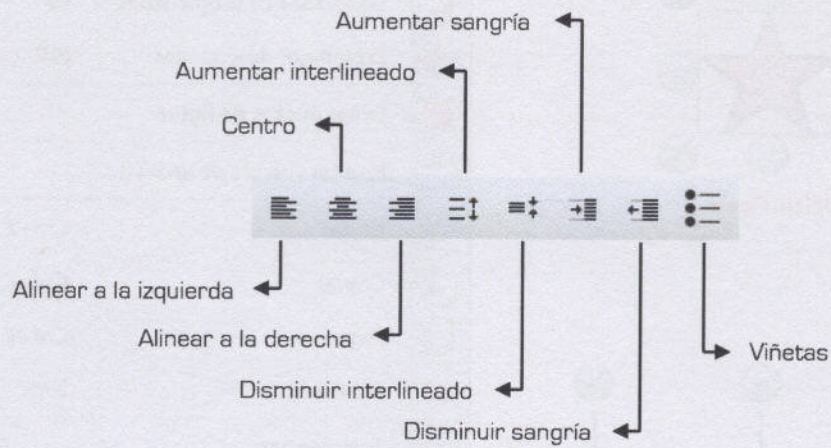 Aumentar sangría
Aumentar interlineado
Centro
Alinear a la izquierda
Alinear a la derecha
Viñetas
Disminuir interlineado
Disminuir sangría